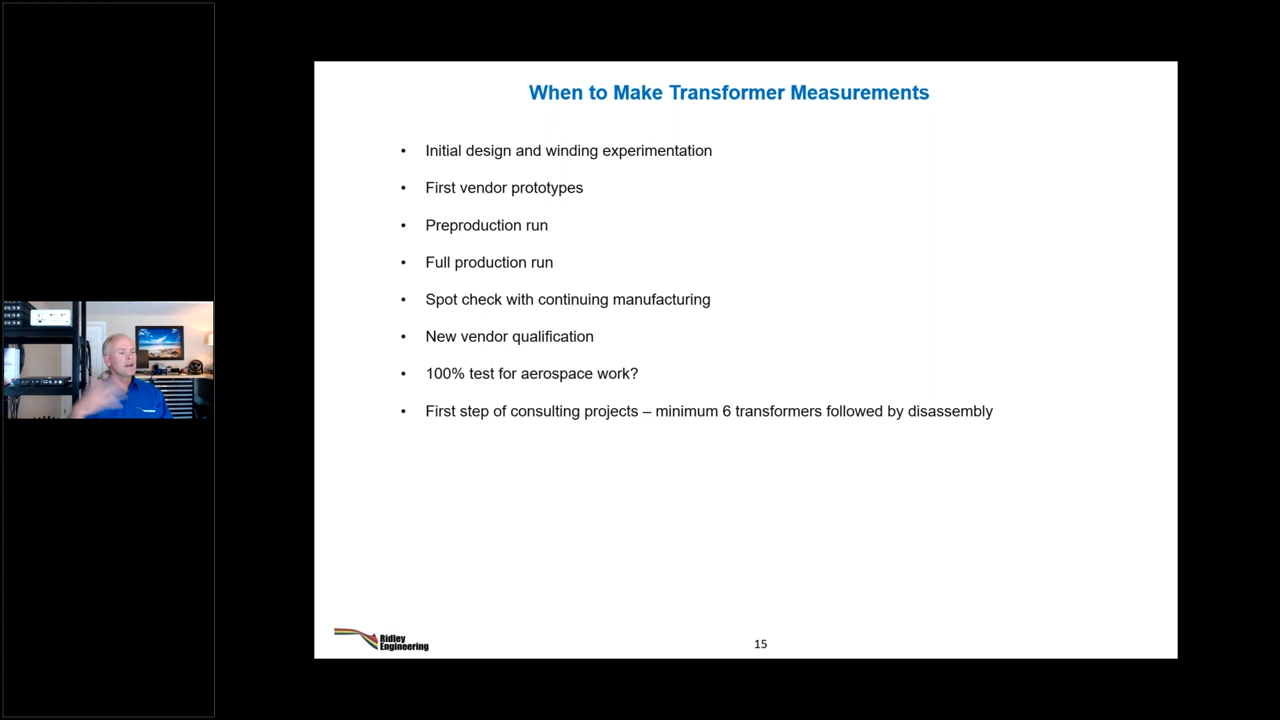 When to Make Transformer Measurements
• Initial design and winding experimentation
• First vendor prototypes
• Preproduction run
• Full production run
• Spot check with continuing manufacturing
• New vendor qualification
• 100% test for aerospace work?
• First step of consulting projects – minimum 6 transformers followed by disassembly
Ridley
Engineering
15